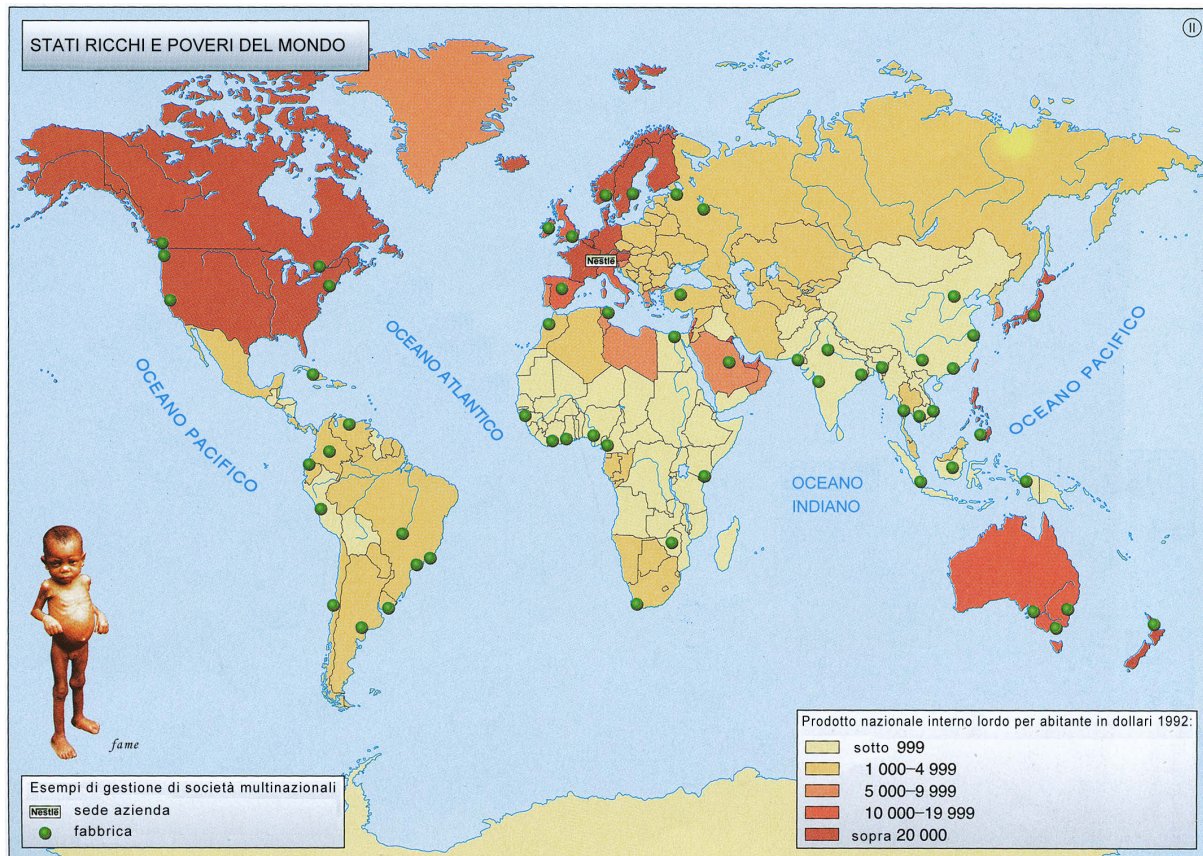 STATI RICCHI E POVERI DEL MONDO
II
Nestlé
OCEANO ATLANTICO
OCEANO PACIFICO
OCEANO PACIFICO
OCEANO
INDIANO
fame
Esempi di gestione di società multinazionali
Nestlé sede azienda
fabbrica
Prodotto nazionale interno lordo per abitante in dollari 1992:
sotto 999
1 000–4 999
5 000–9 999
10 000–19 999
sopra 20 000